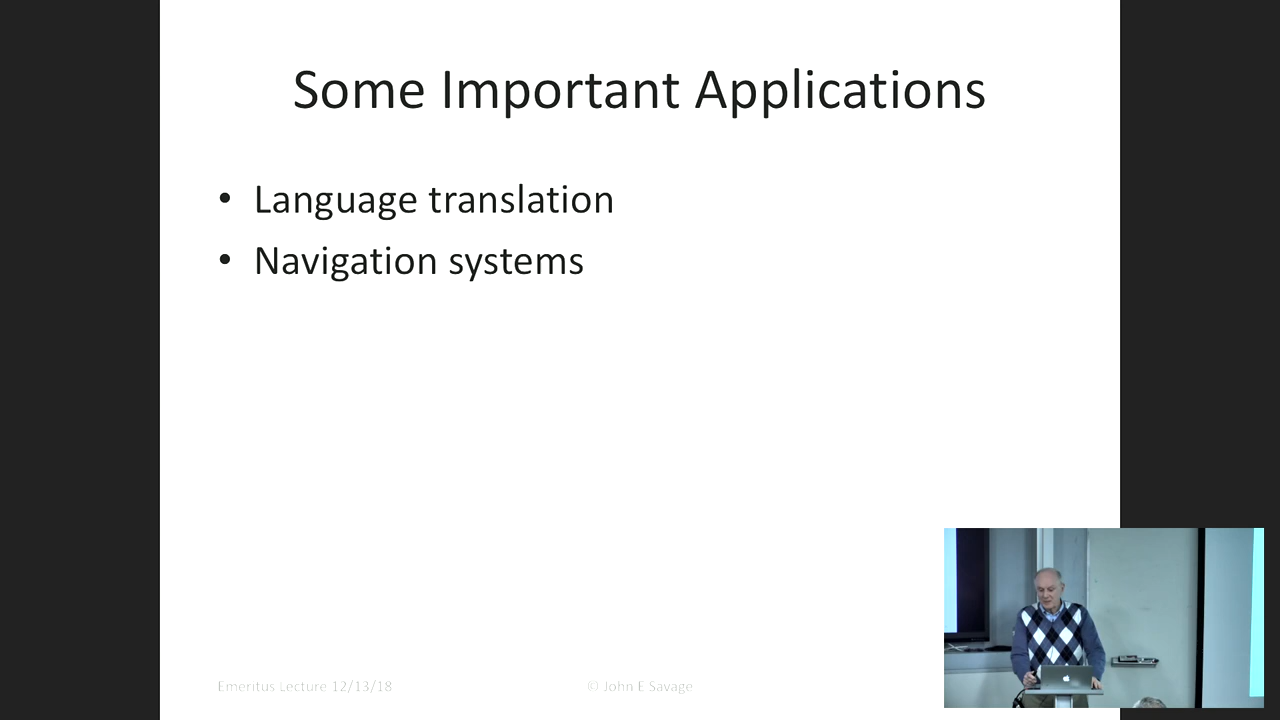 Some Important Applications
• Language translation
• Navigation systems
Emeritus Lecture 12/13/18
© John E Savage